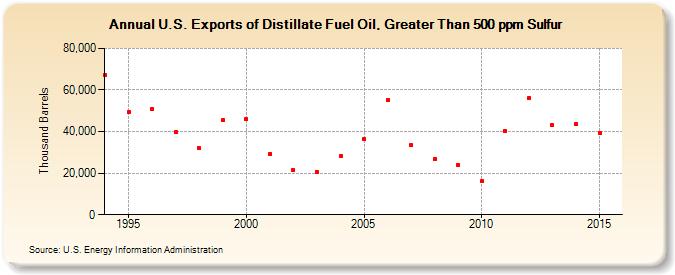 Annual U.S. Exports of Distillate Fuel Oil, Greater Than 500 ppm Sulfur
Thousand Barrels
80,000
60,000
40,000
20,000
0
1995 2000 2005 2010 2015
Source: U.S. Energy Information Administration